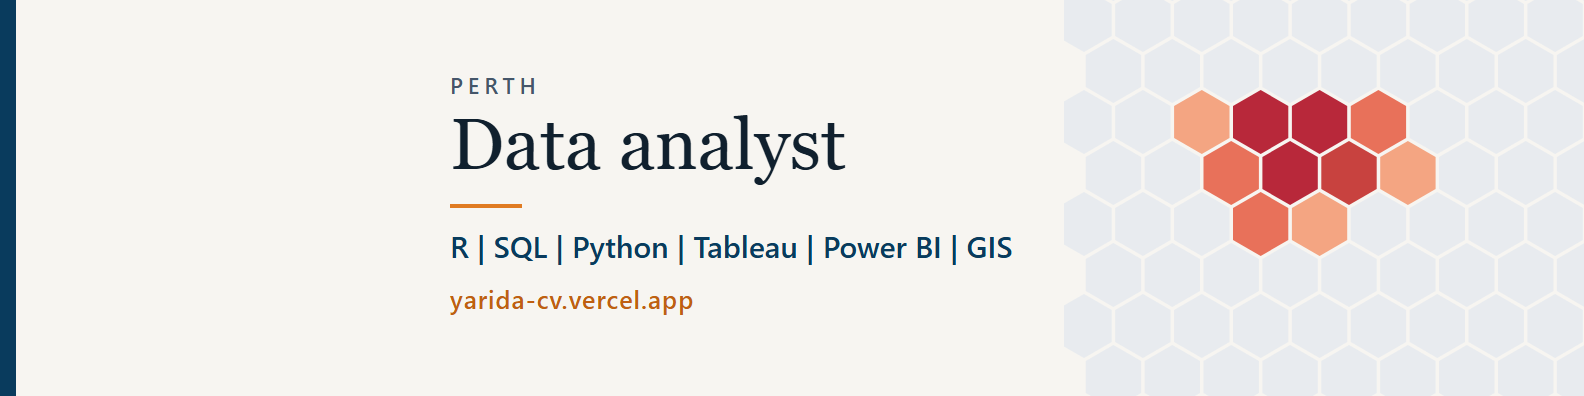 PERTH
Data analyst
R | SQL | Python | Tableau | Power BI | GIS
yarida-cv.vercel.app